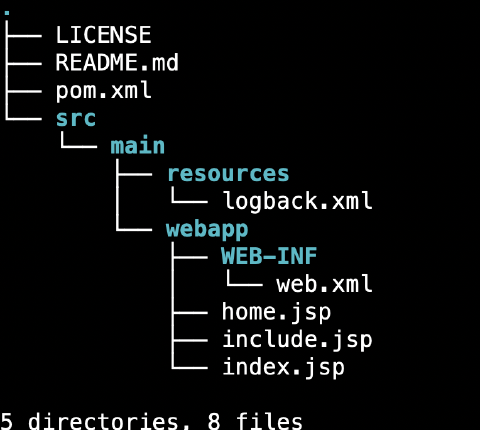 .
├── LICENSE
├── README.md
├── pom.xml
└── src
    └── main
        ├── resources
        │   └── logback.xml
        └── webapp
            ├── WEB-INF
            │   └── web.xml
            ├── home.jsp
            ├── include.jsp
            └── index.jsp

5 directories, 8 files